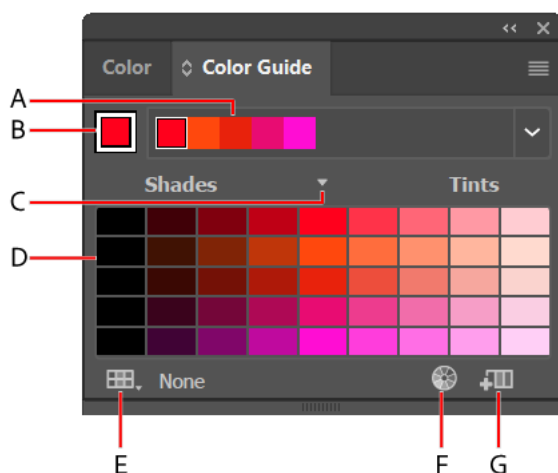 Color Color Guide
A
B
C
Shades Tints
D
None
E F G